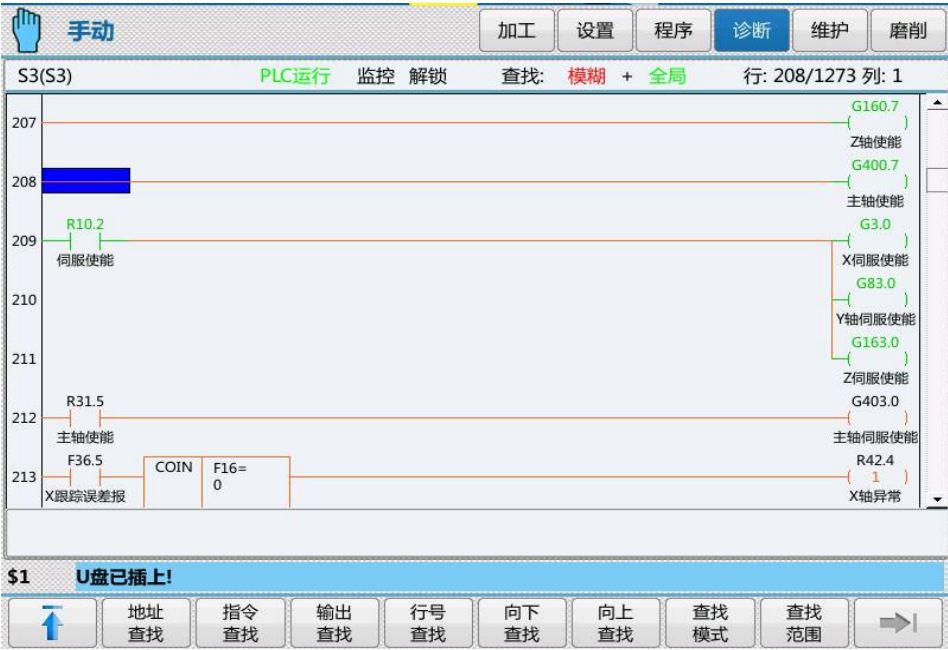 手动 加工 设置 程序 诊断 维护 磨削
S3(S3) PLC运行 监控 解锁 查找: 模糊 + 全局 行: 208/1273 列: 1
G160.7
207 ( )
Z轴使能
G400.7
208 ( )
主轴使能
R10.2 G3.0
209 ( )
伺服使能 X伺服使能
G83.0
210 ( )
Y轴伺服使能
G163.0
211 ( )
Z伺服使能
R31.5 G403.0
212 ( )
主轴使能 主轴伺服使能
F36.5 COIN F16= R42.4
213 0 ( 1 )
X跟踪误差报 X轴异常
$1 U盘已插上!
地址 指令 输出 行号 向下 向上 查找 查找
查找 查找 查找 查找 查找 查找 模式 范围